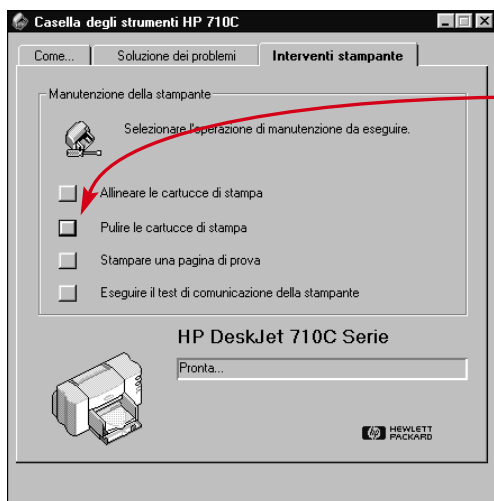 Casella degli strumenti HP 710C
Come... Soluzione dei problemi Interventi stampante
Manutenzione della stampante
Selezionare l'operazione di manutenzione da eseguire.
Allineare le cartucce di stampa
Pulire le cartucce di stampa
Stampare una pagina di prova
Eseguire il test di comunicazione della stampante
HP DeskJet 710C Serie
Pronta...
hp HEWLETT
PACKARD